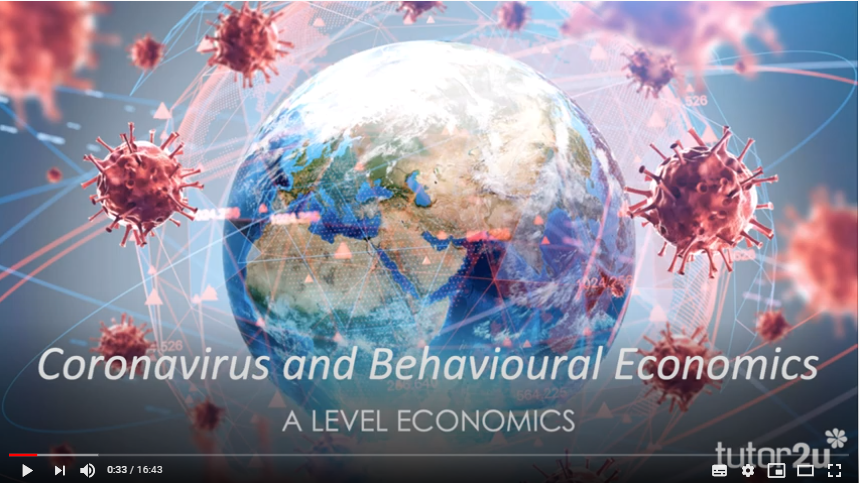 Coronavirus and Behavioural Economics
A LEVEL ECONOMICS
tutor2u
0:33 / 16:43